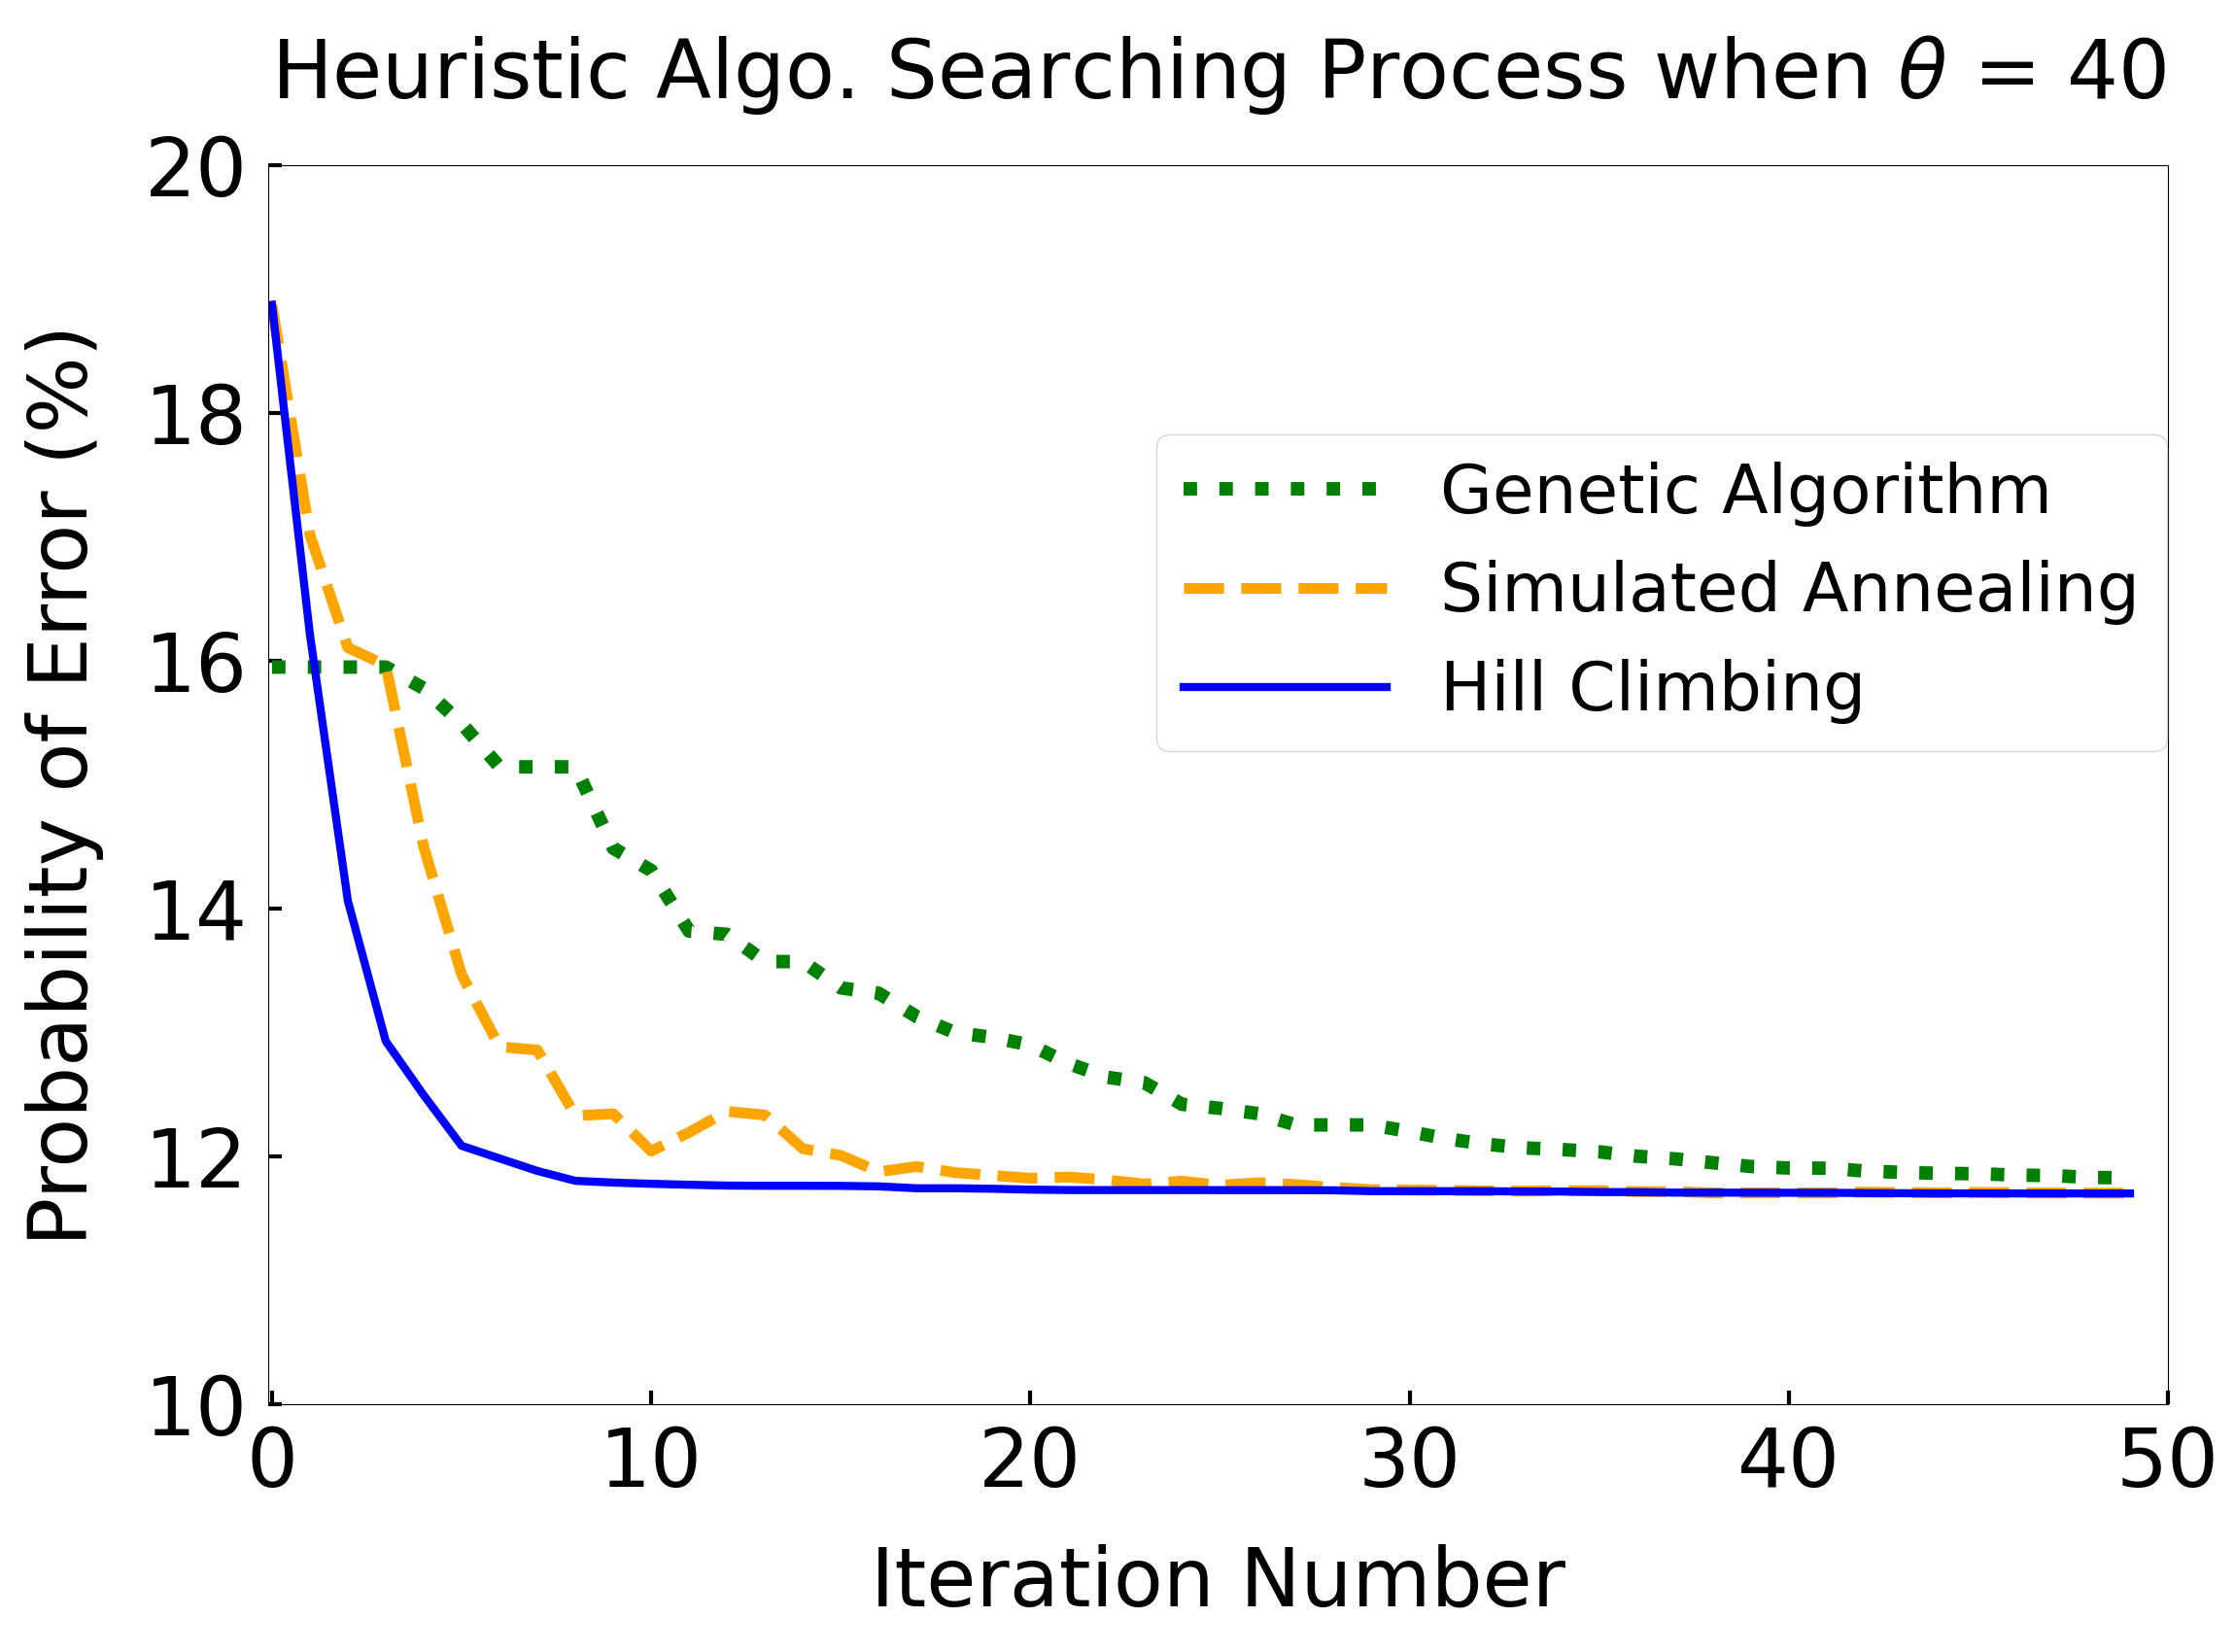 Heuristic Algo. Searching Process when θ = 40
Probability of Error (%)
20
18
16
14
12
10
Genetic Algorithm
Simulated Annealing
Hill Climbing
0 10 20 30 40 50
Iteration Number